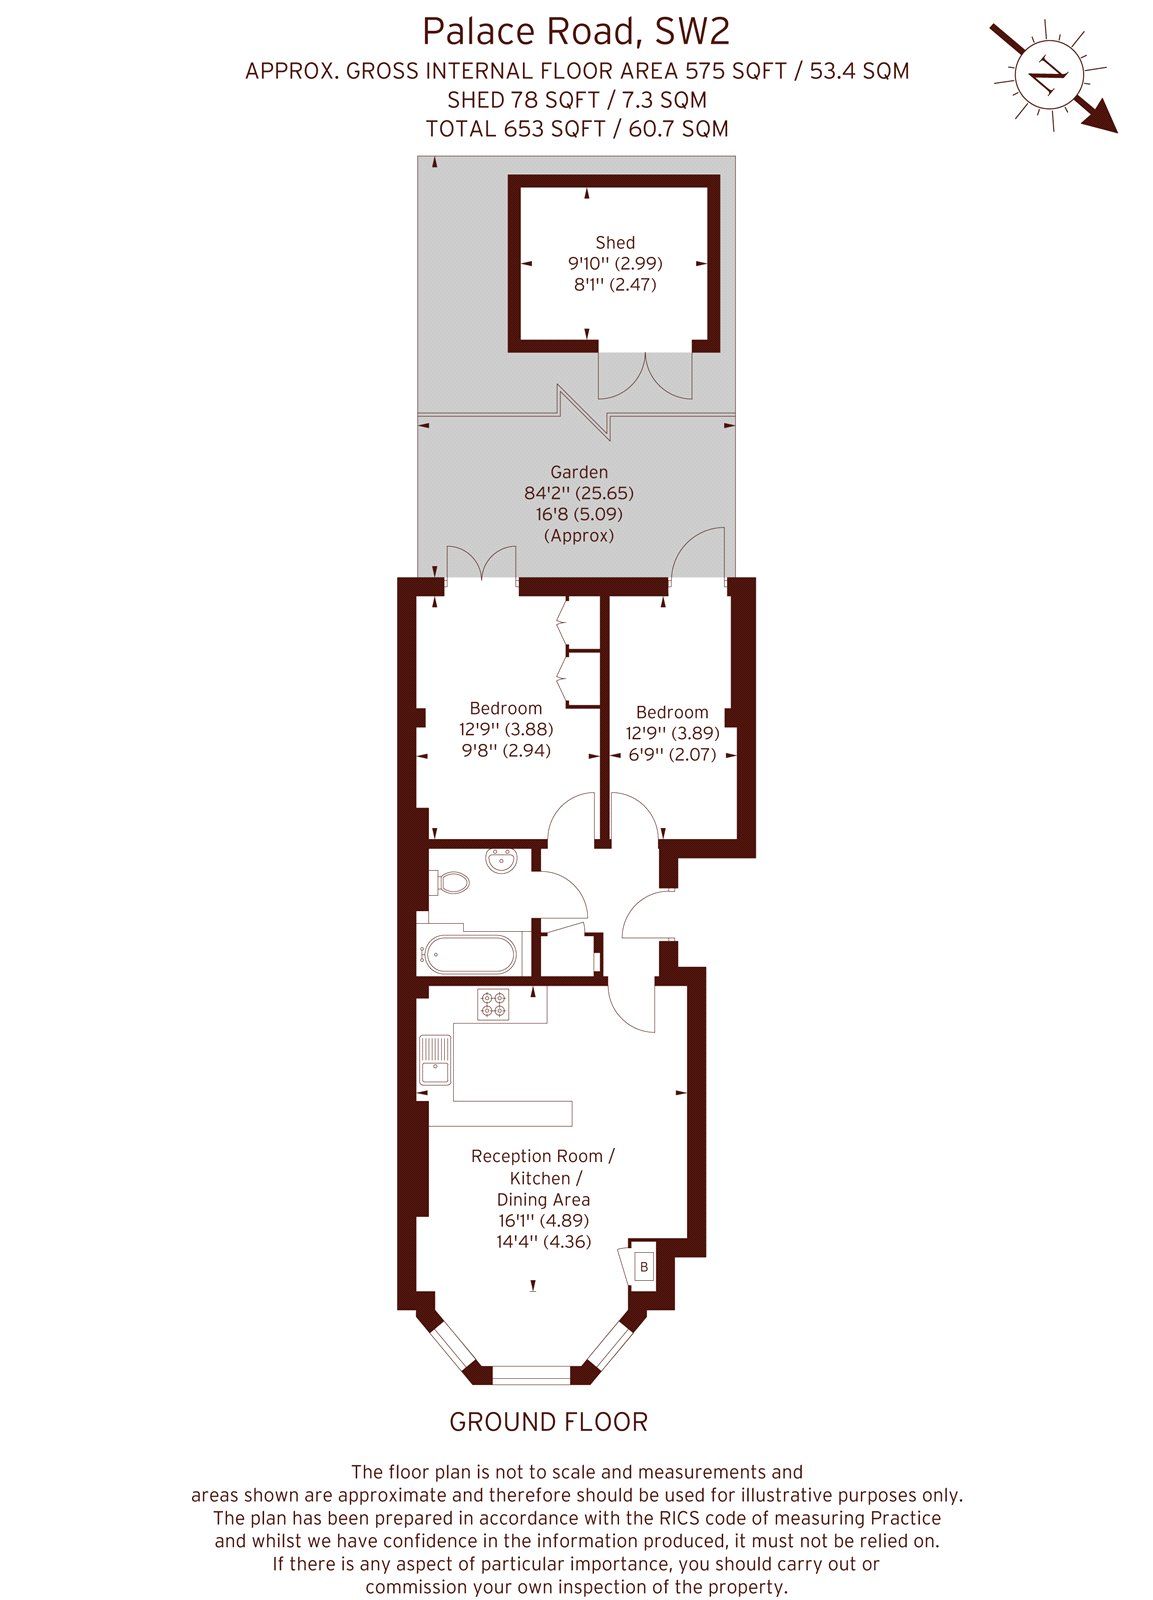 Palace Road, SW2
APPROX. GROSS INTERNAL FLOOR AREA 575 SQFT / 53.4 SQM
SHED 78 SQFT / 7.3 SQM
TOTAL 653 SQFT / 60.7 SQM
N
Shed
9'10" (2.99)
8'1" (2.47)
Garden
84'2" (25.65)
16'8 (5.09)
(Approx)
Bedroom
12'9" (3.88)
9'8" (2.94)
Bedroom
12'9" (3.89)
6'9" (2.07)
Reception Room /
Kitchen /
Dining Area
16'1" (4.89)
14'4" (4.36)
B
GROUND FLOOR
The floor plan is not to scale and measurements and
areas shown are approximate and therefore should be used for illustrative purposes only.
The plan has been prepared in accordance with the RICS code of measuring Practice
and whilst we have confidence in the information produced, it must not be relied on.
If there is any aspect of particular importance, you should carry out or
commission your own inspection of the property.